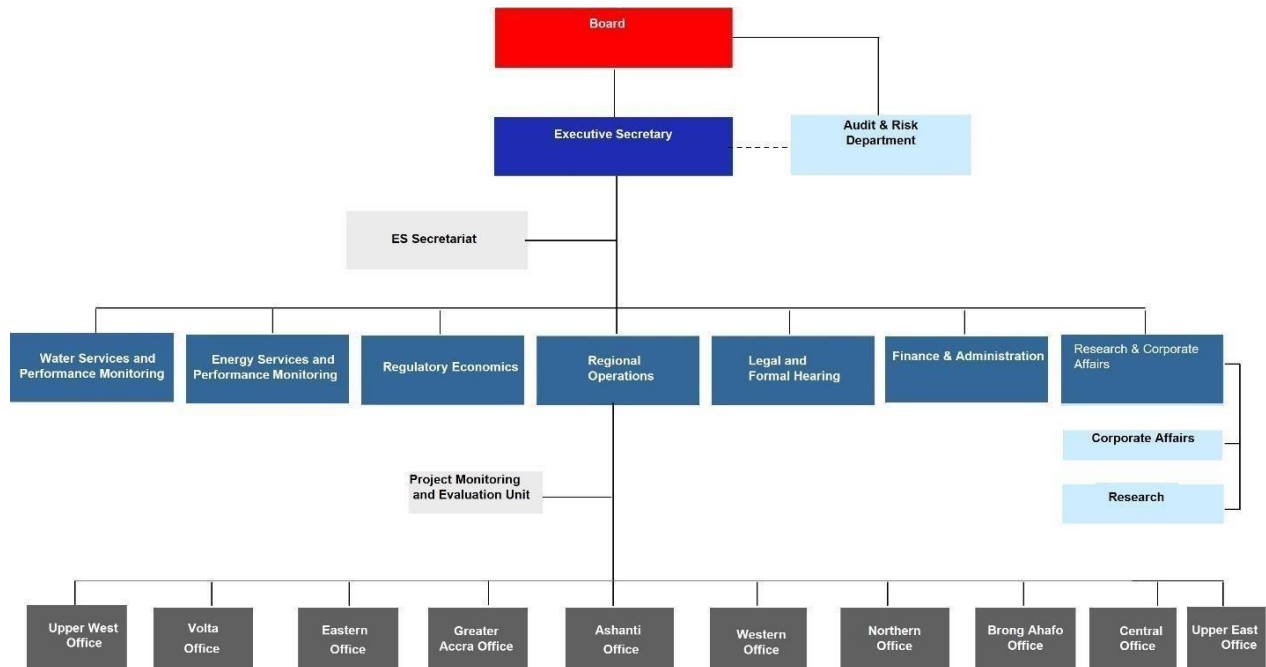 Board
Executive Secretary
Audit & Risk
Department
ES Secretariat
Water Services and
Performance Monitoring
Energy Services and
Performance Monitoring
Regulatory Economics
Regional
Operations
Legal and
Formal Hearing
Finance & Administration
Research & Corporate
Affairs
Corporate Affairs
Research
Project Monitoring
and Evaluation Unit
Upper West
Office
Volta
Office
Eastern
Office
Greater
Accra Office
Ashanti
Office
Western
Office
Northern
Office
Brong Ahafo
Office
Central
Office
Upper East
Office